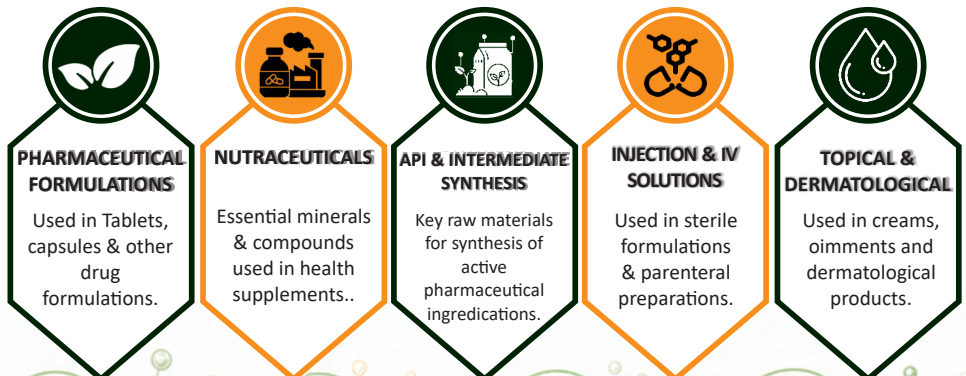 PHARMACEUTICAL
FORMULATIONS
Used in Tablets,
capsules & other
drug
formulations.
NUTRACEUTICALS
Essential minerals
& compounds
used in health
supplements..
API & INTERMEDIATE
SYNTHESIS
Key raw materials
for synthesis of
active
pharmaceutical
ingredications.
INJECTION & IV
SOLUTIONS
Used in sterile
formulations
& parenteral
preparations.
TOPICAL &
DERMATOLOGICAL
Used in creams,
oimments and
dermatological
products.